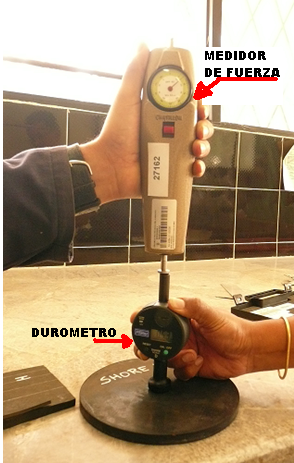 MEDIDOR
DE FUERZA
27162
DUROMETRO
SHORE
H